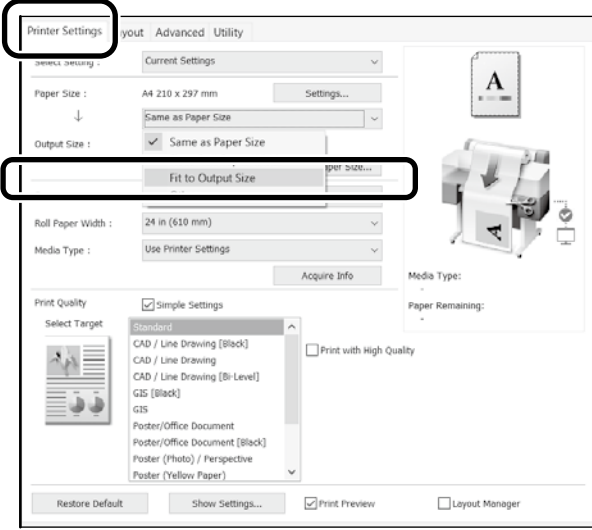 Printer Settings yout Advanced Utility
Select Setting : Current Settings
Paper Size : A4 210 x 297 mm Settings...
Same as Paper Size
Output Size :
✓ Same as Paper Size
Size...
Fit to Output Size
Roll Paper Width : 24 in (610 mm)
Media Type : Use Printer Settings
Acquire Info
Media Type:
-
Paper Remaining:
-
Print Quality Simple Settings
Select Target
Standard
CAD / Line Drawing [Black]
CAD / Line Drawing
CAD / Line Drawing [Bi-Level]
GIS [Black]
GIS
Poster/Office Document
Poster/Office Document [Black]
Poster (Photo) / Perspective
Poster (Yellow Paper)
Print with High Quality
A
A
Restore Default Show Settings... Print Preview Layout Manager